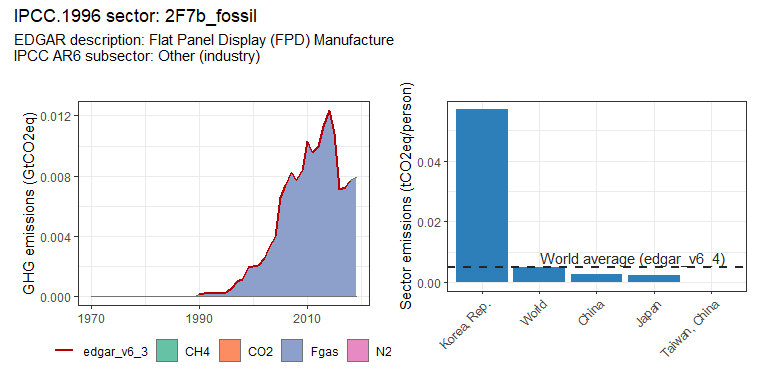 IPCC.1996 sector: 2F7b_fossil
EDGAR description: Flat Panel Display (FPD) Manufacture
IPCC AR6 subsector: Other (industry)
GHG emissions (GtCO2eq)
0.012
0.008
0.004
0.000
1970
1990
2010
edgar_v6_3
CH4
CO2
Fgas
N2
Sector emissions (tCO2eq/person)
0.04
0.02
0.00
World average (edgar_v6_4)
Korea, Rep.
World
China
Japan
Taiwan, China